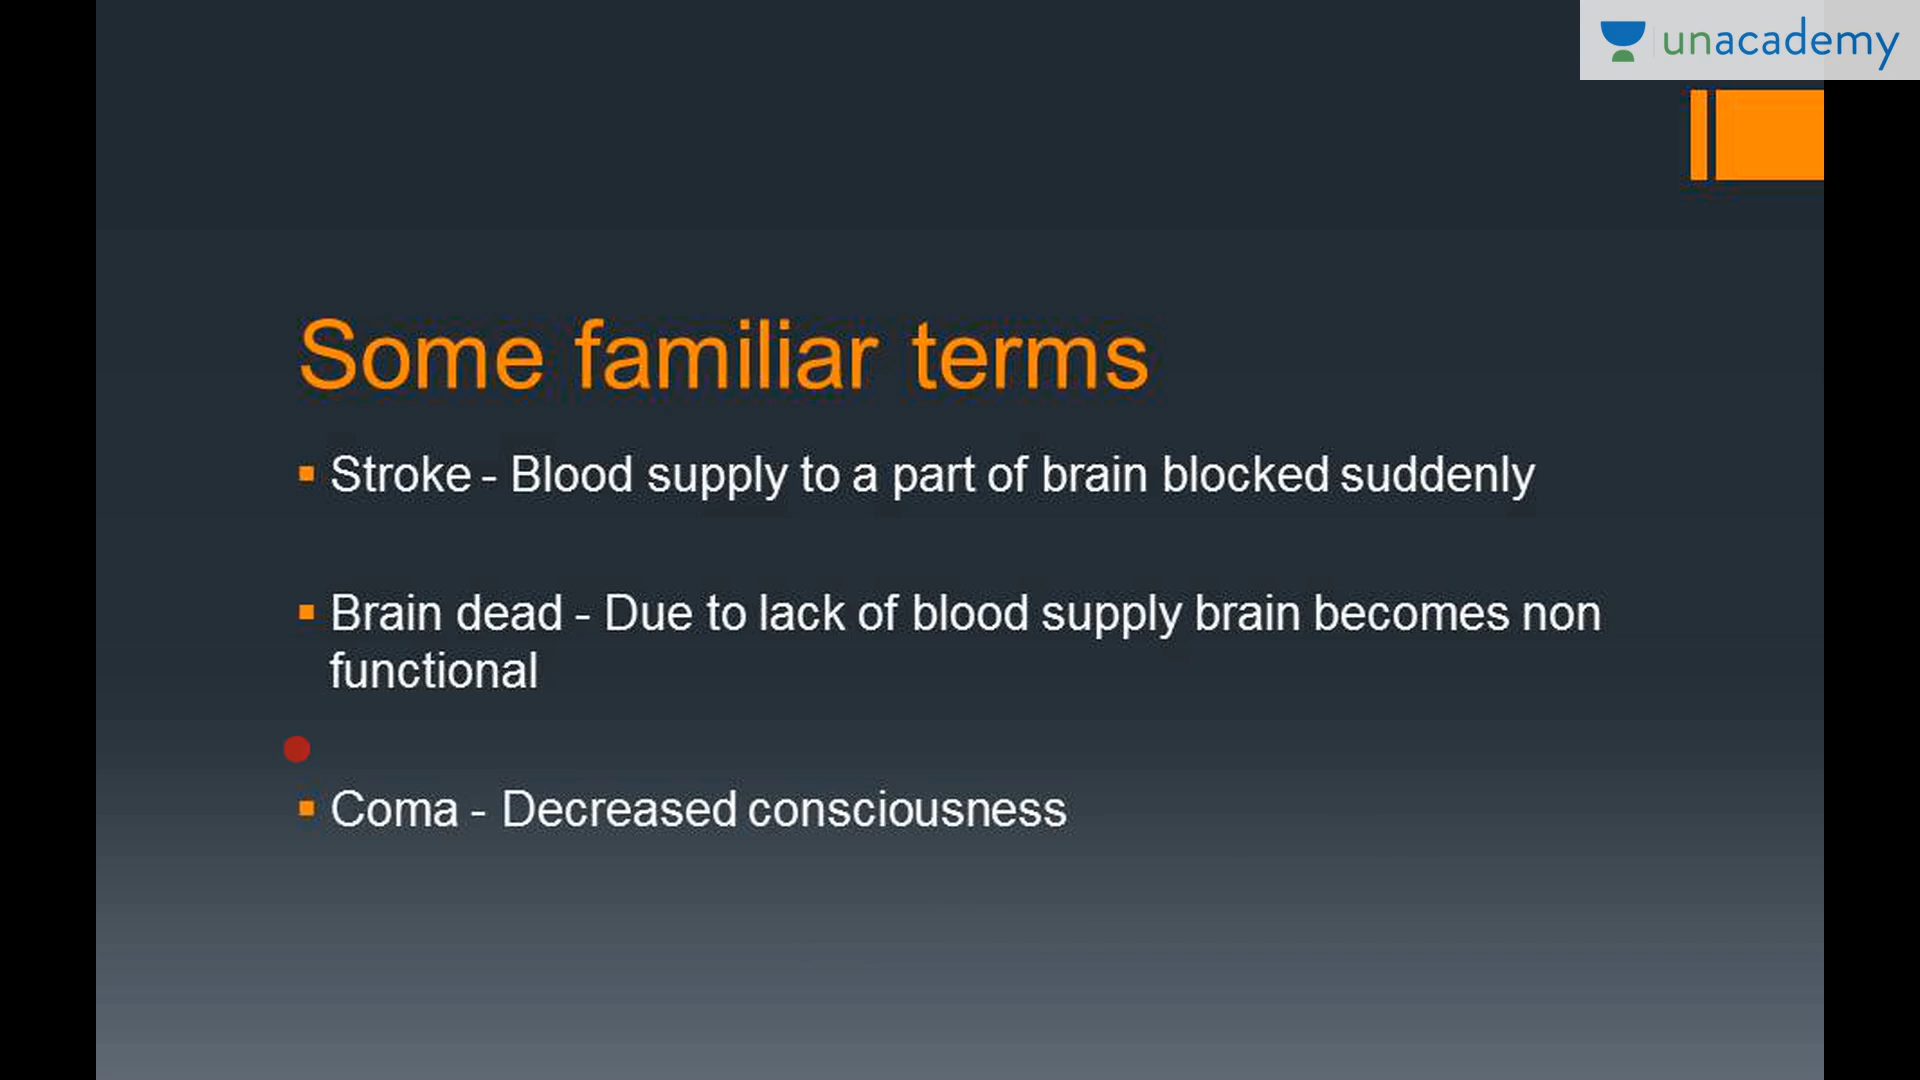 unacademy
Some familiar terms
Stroke - Blood supply to a part of brain blocked suddenly
Brain dead - Due to lack of blood supply brain becomes non
functional
Coma - Decreased consciousness